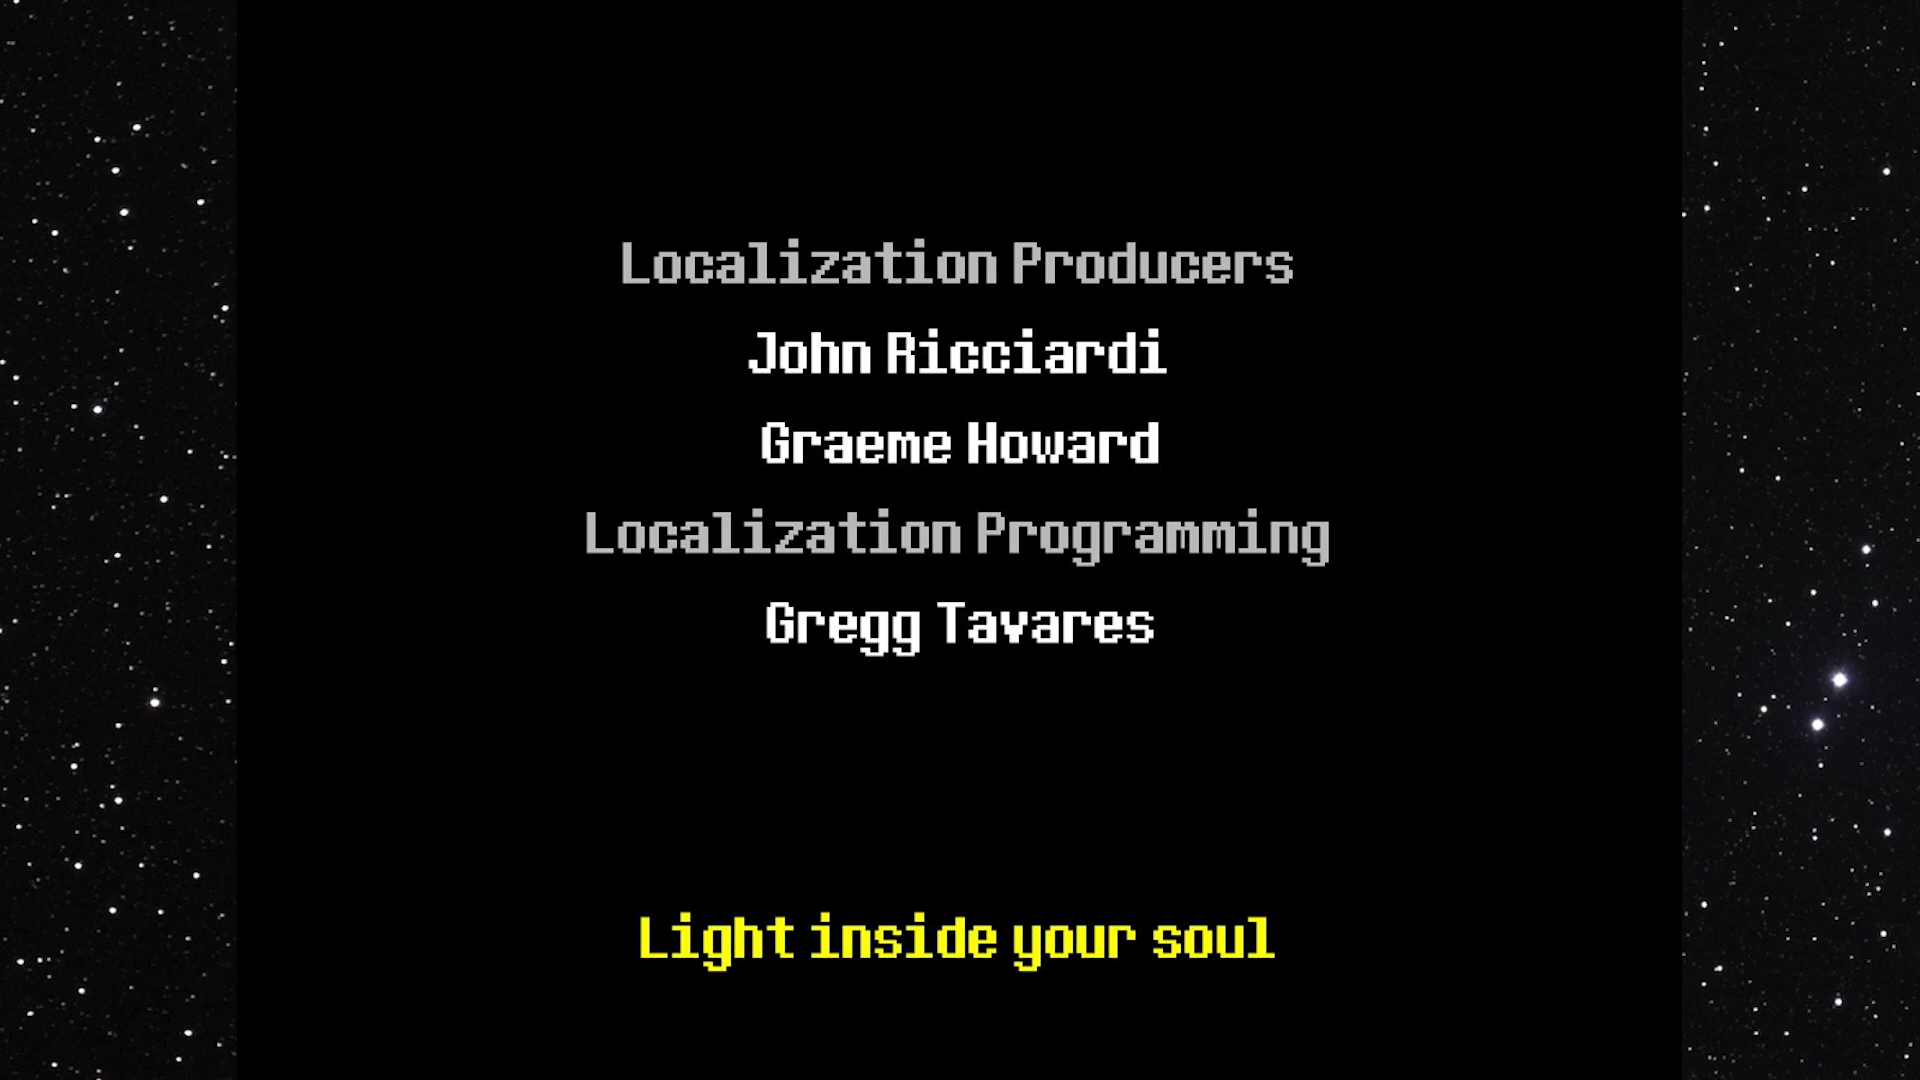 Localization Producers
John Ricciardi
Graeme Howard
Localization Programming
Gregg Tavares
Light inside your soul